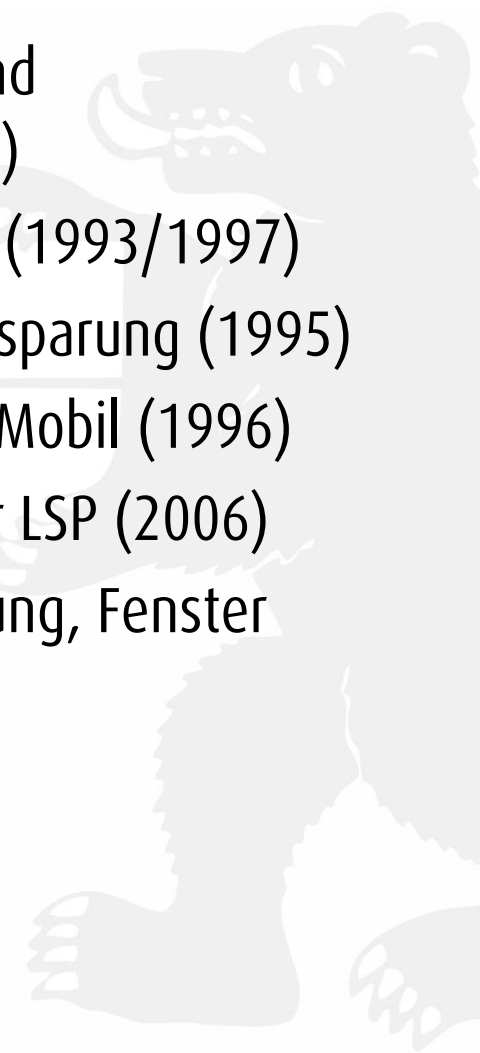 nd
)
(1993/1997)
sparung (1995)
Mobil (1996)
r LSP (2006)
ung, Fenster